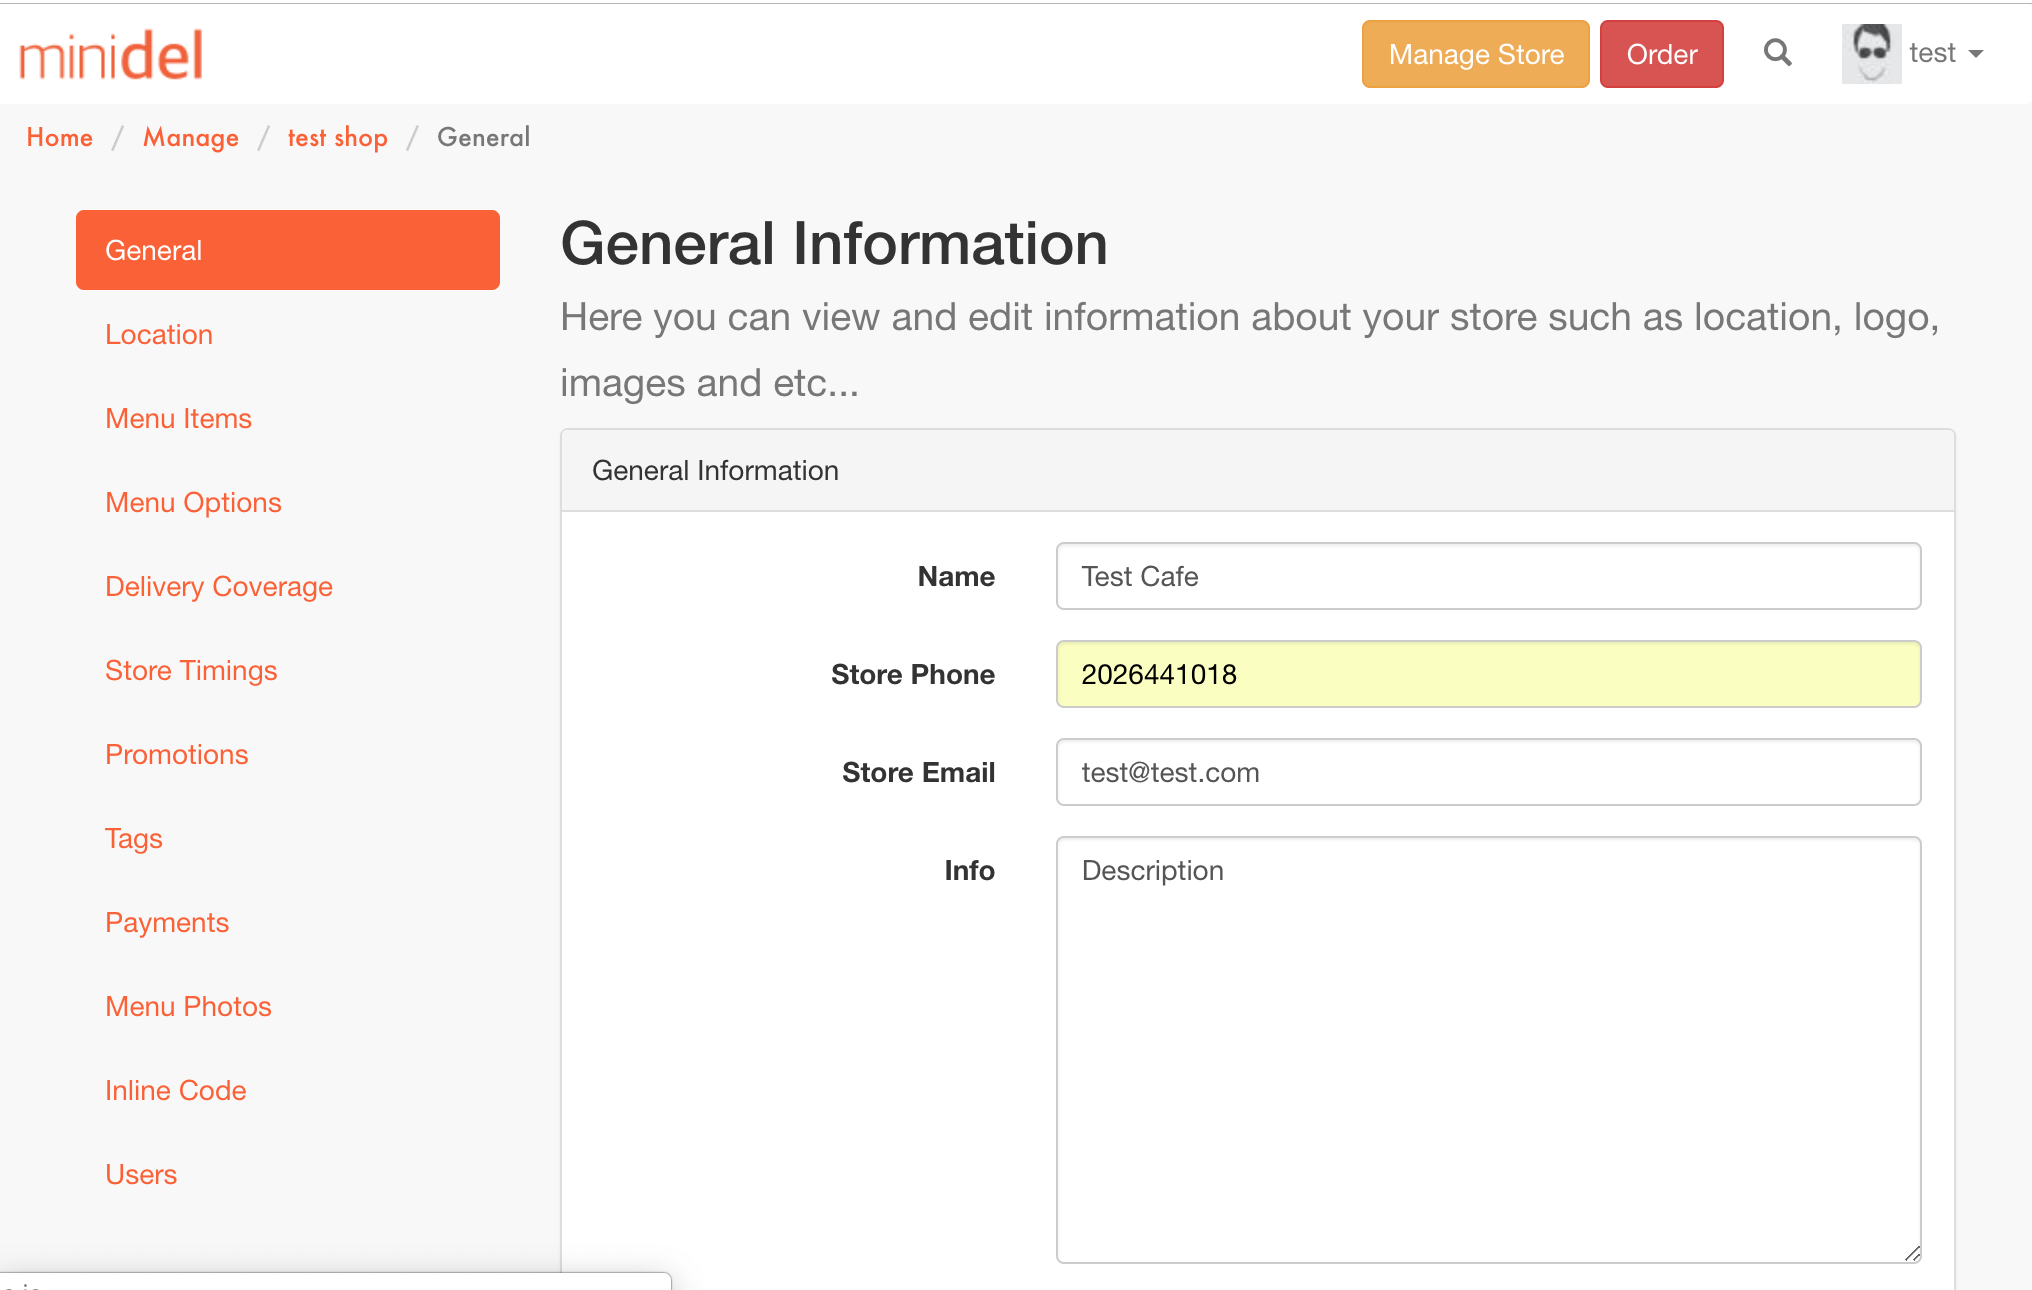 minidel
Manage Store
Order
test
Home / Manage / test shop / General
General
Location
Menu Items
Menu Options
Delivery Coverage
Store Timings
Promotions
Tags
Payments
Menu Photos
Inline Code
Users
General Information
Here you can view and edit information about your store such as location, logo,
images and etc...
General Information
Name
Test Cafe
Store Phone
2026441018
Store Email
test@test.com
Info
Description